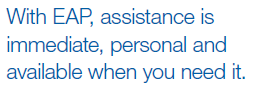 With EAP, assistance is
immediate, personal and
available when you need it.